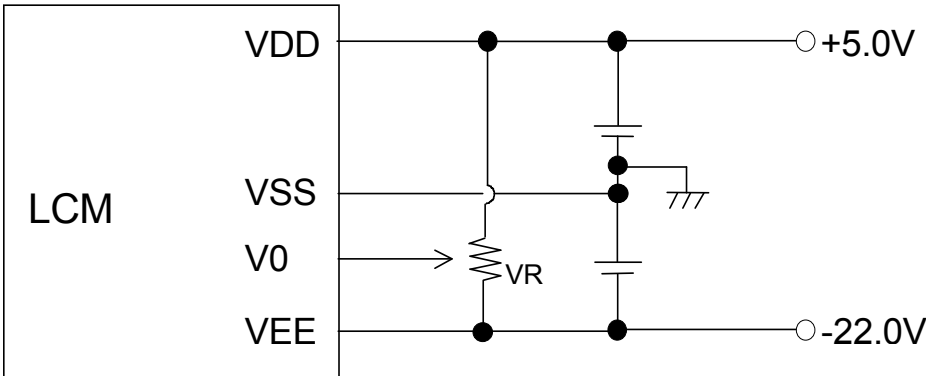 VDD
+5.0V
VSS
LCM
V0
VR
VEE
-22.0V